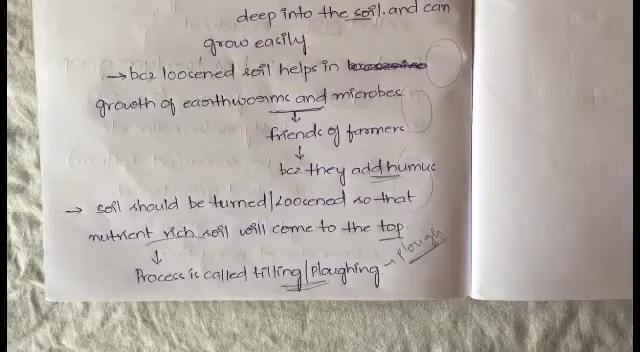 deep into the soil and can
grow easily
→ bcz loosened soil helps in
growth of earthworms and microbes
↓
friends of farmers
↓
bcz they add humus
→ soil should be turned/loosened so that
nutrient rich soil will come to the top
↓
Process is called tilling/Ploughing. → Plough